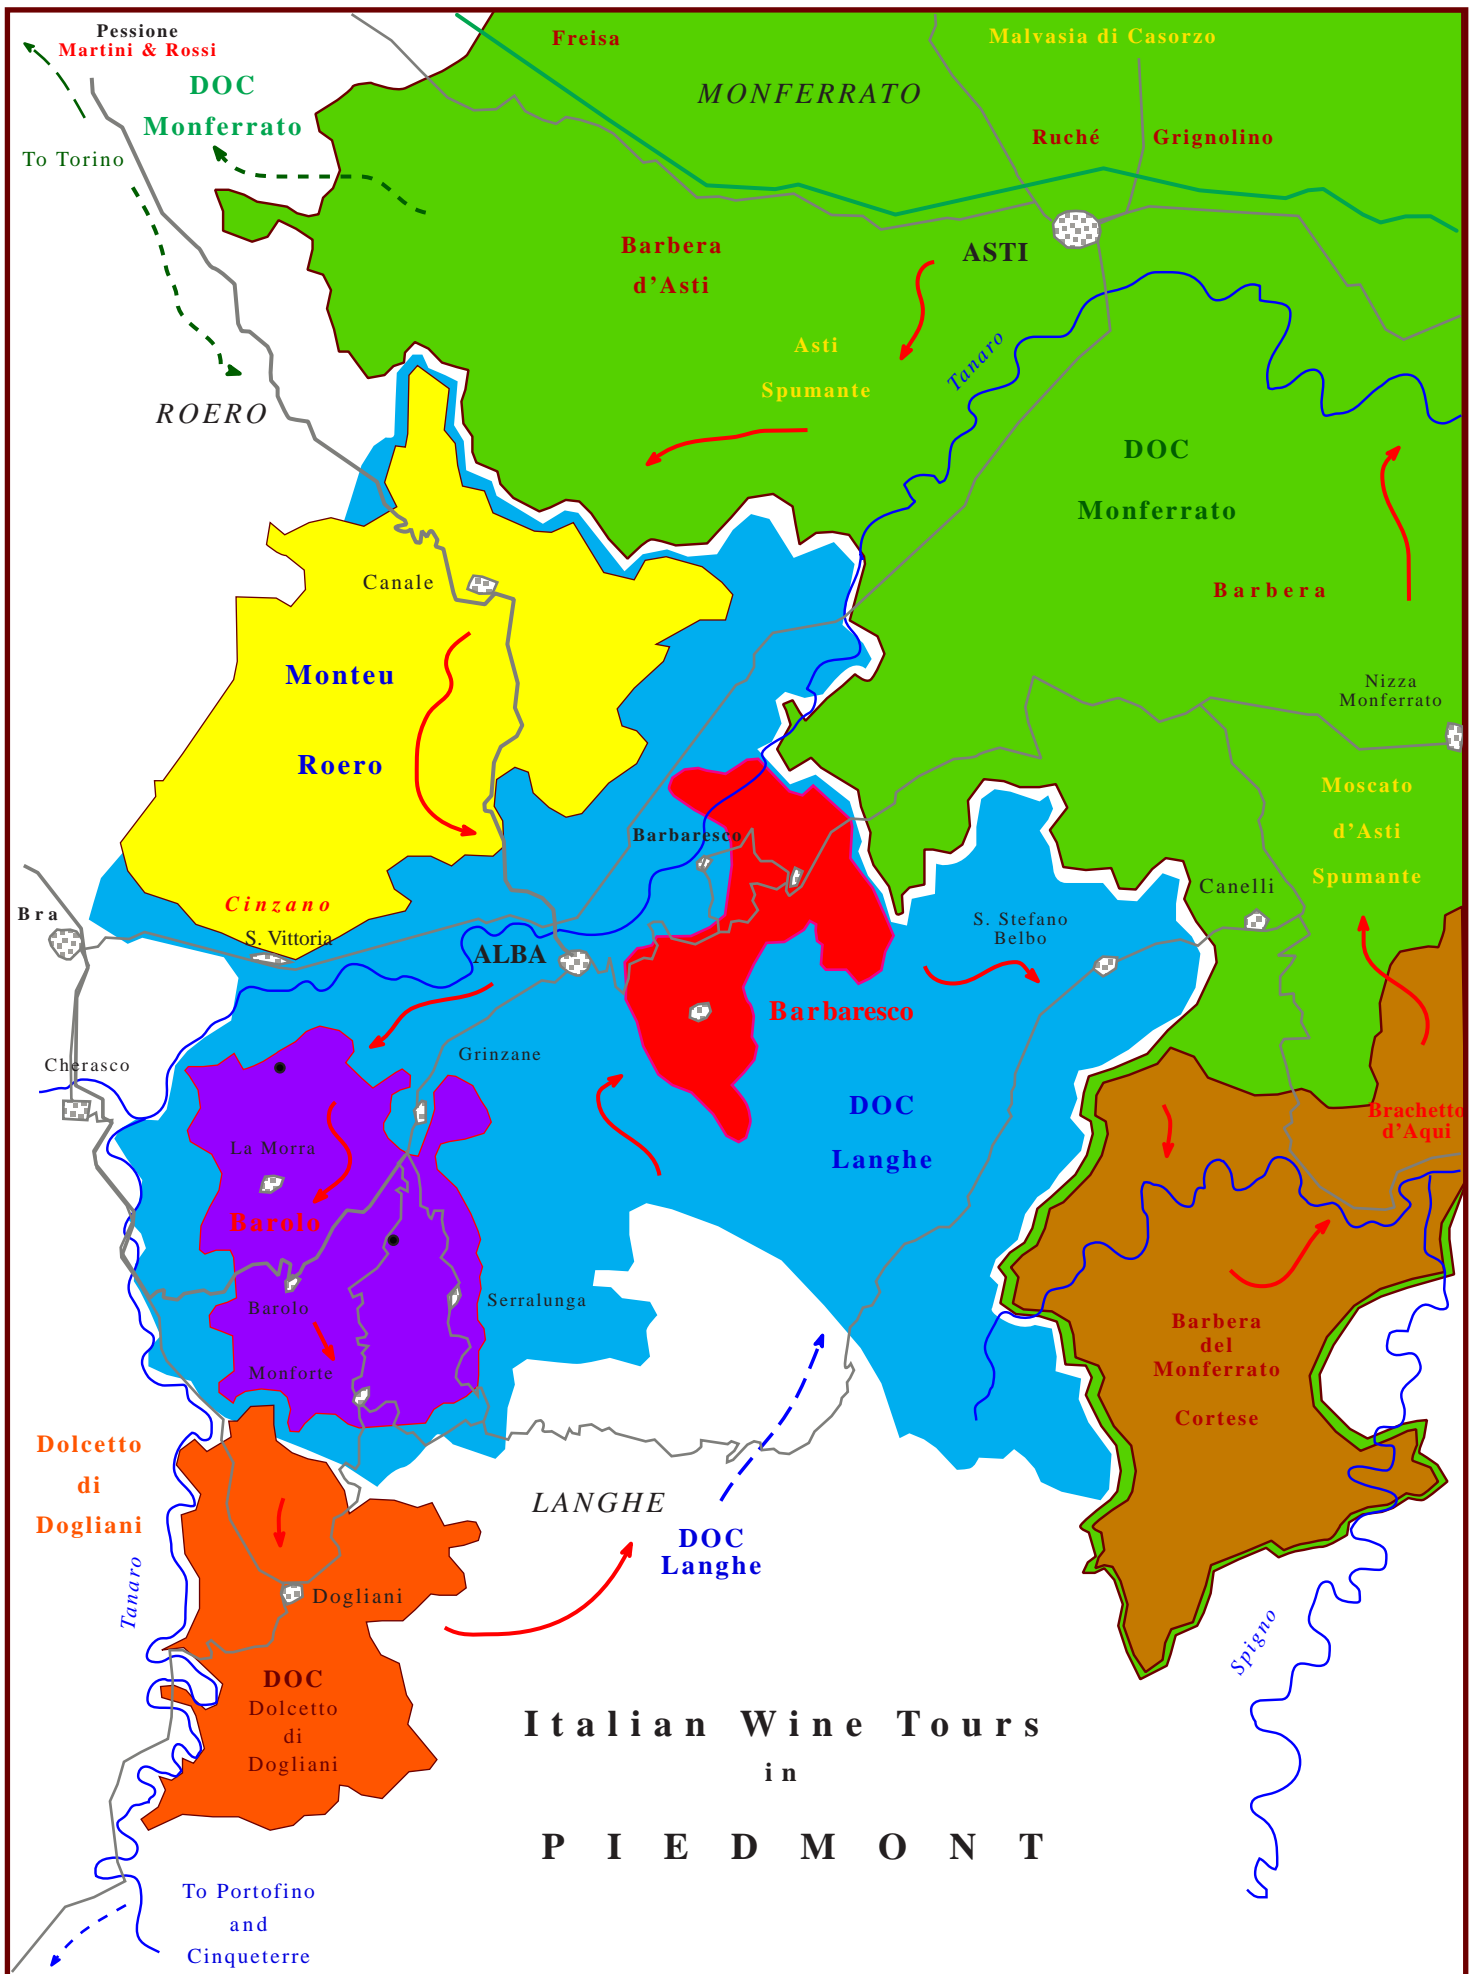 Pessione
Martini & Rossi
DOC
Monferrato
To Torino
Freisa
Malvasia di Casorzo
MONFERRATO
Ruché
Grignolino
Barbera
d'Asti
ASTI
Asti
Spumante
Tanaro
ROERO
DOC
Monferrato
Canale
Barbera
Monteu
Roero
Nizza
Monferrato
Moscato
d'Asti
Spumante
Barbaresco
Canelli
Cinzano
Bra
S. Vittoria
S. Stefano
Belbo
ALBA
Barbaresco
Grinzane
Cherasco
DOC
Langhe
Brachetto
d'Aqui
La Morra
Barolo
Barolo
Serralunga
Monforte
Barbera
del
Monferrato
Cortese
Dolcetto
di
Dogliani
LANGHE
DOC
Langhe
Tanaro
Dogliani
Spigno
DOC
Dolcetto
di
Dogliani
Italian Wine Tours
in
PIEDMONT
To Portofino
and
Cinqueterre